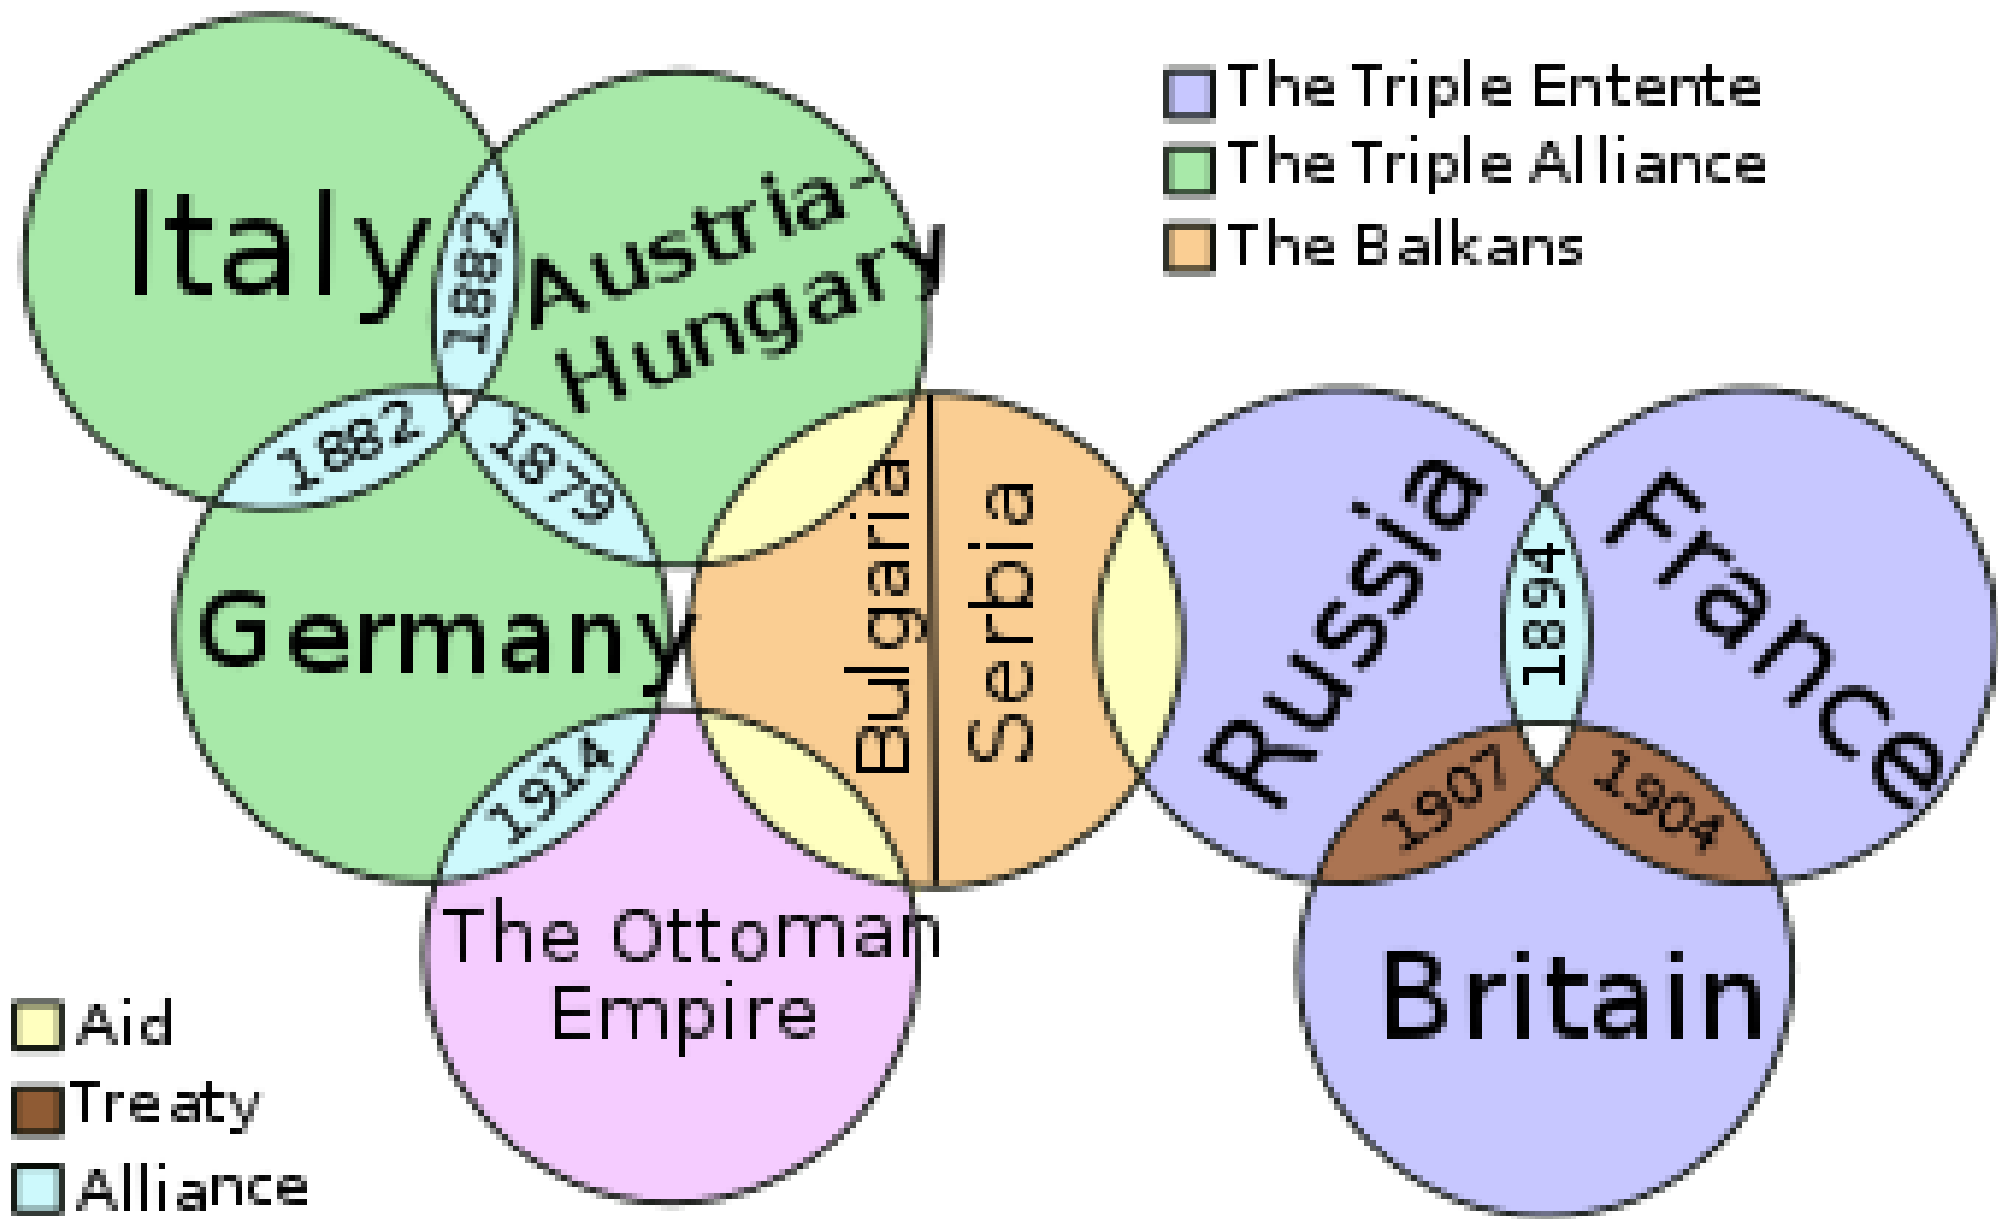 The Triple Entente
The Triple Alliance
The Balkans
Italy
1882
Austria-
Hungary
1882
1879
Germany
Bulgaria
Serbia
Russia
1894
France
1914
1907
1904
The Ottoman
Empire
Britain
Aid
Treaty
Alliance